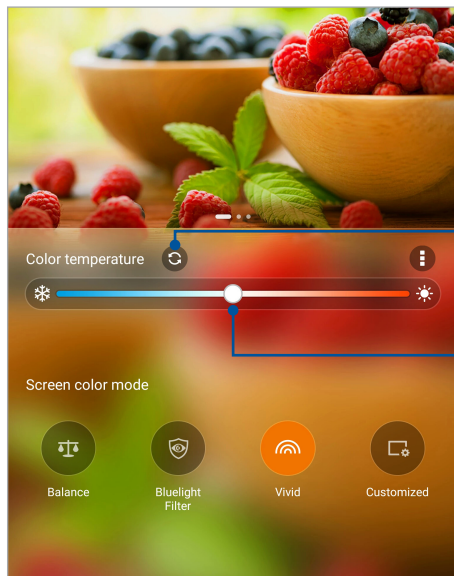 Color temperature
Screen color mode
Balance
Bluelight
Filter
Vivid
Customized